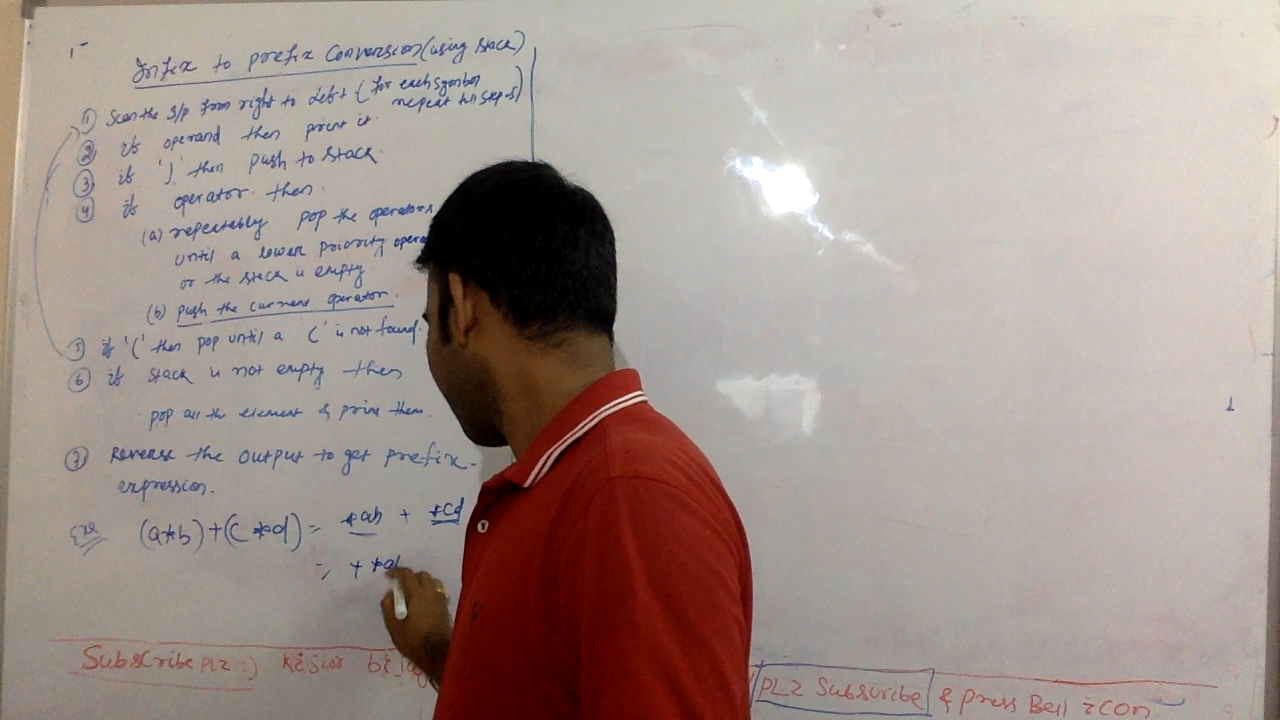 Infix to prefix conversion (using stack)
① Scan the I/p from right to left (for each symbol
repeat till step-5)
② if operand then print it.
③ if ')' then push to stack.
④ if operator then.
(a) repeatably pop the operators
until a lower priority opera
or the stack is empty
(b) push the current operator.
⑤ if '(' then pop until a ( is not found.
⑥ if stack is not empty then
pop all the element & print them.
⑦ Reverse the output to get prefix
expression.
Ex (a*b)+(c*d) = *ab + *cd
= + *a
Subscribe PLZ :)
PLZ Subscribe & press Bell icon